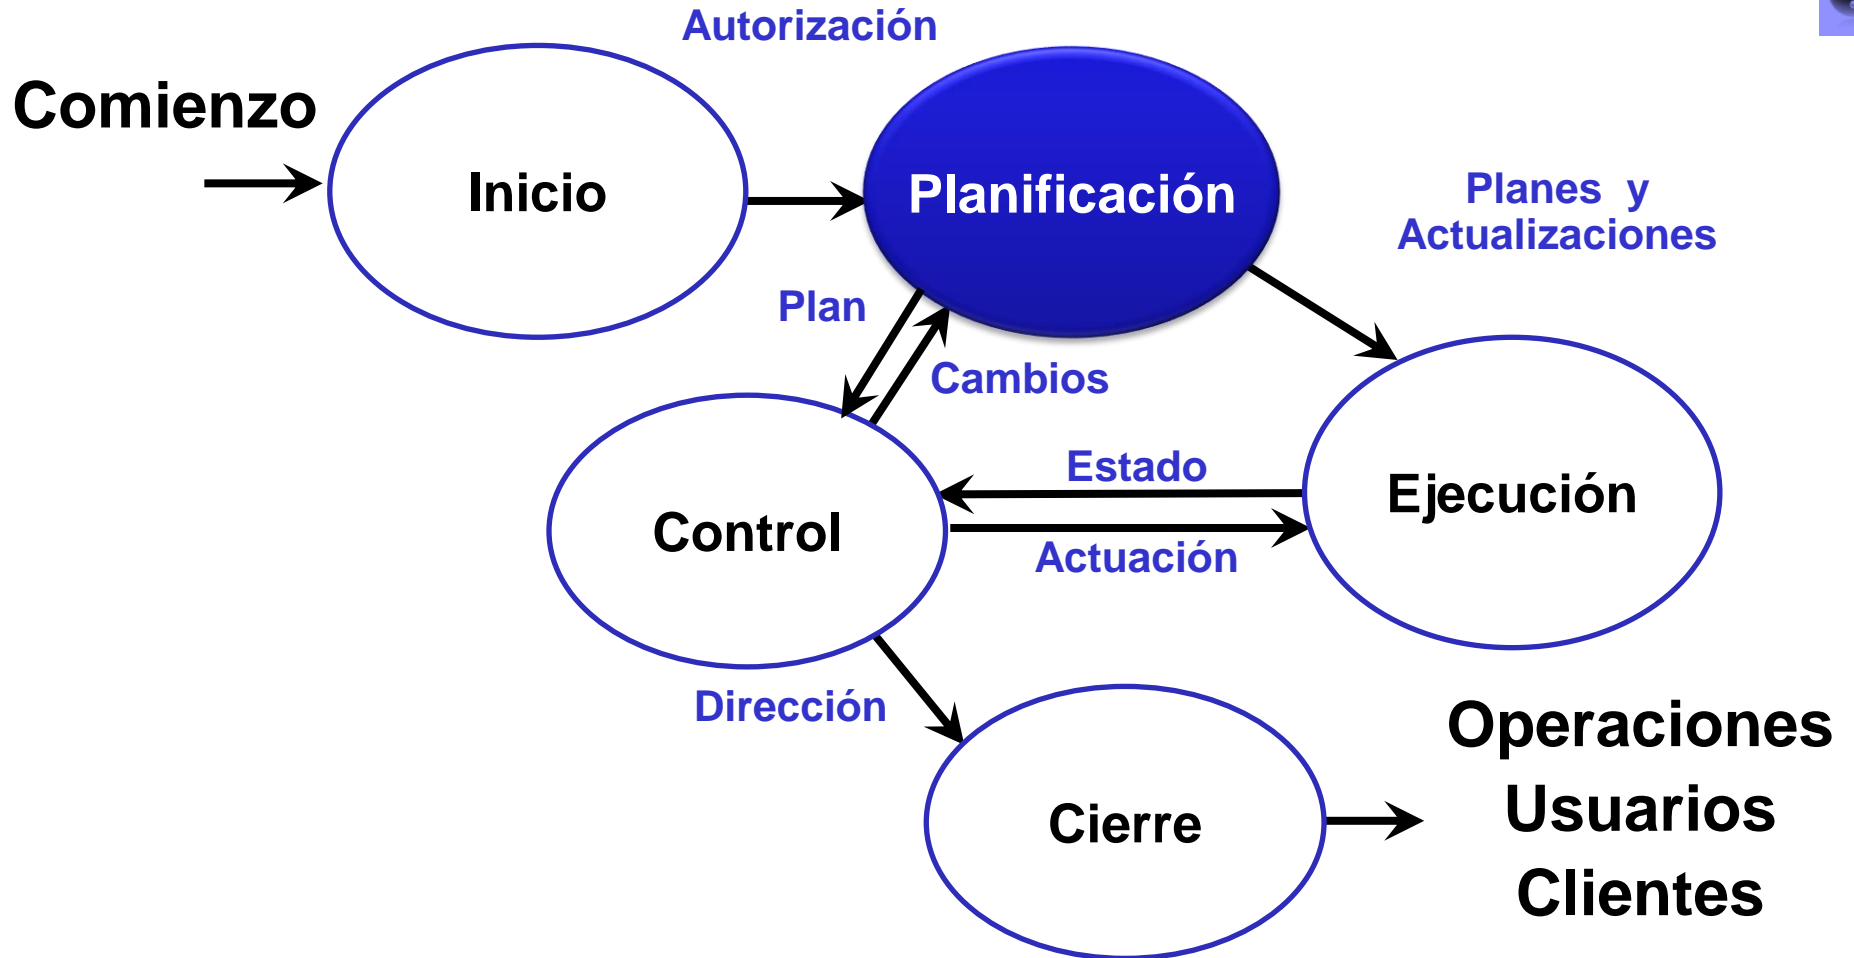 Autorización
Comienzo
Inicio
Planificación
Planes y
Actualizaciones
Plan
Cambios
Estado
Ejecución
Control
Actuación
Dirección
Operaciones
Usuarios
Cierre
Clientes